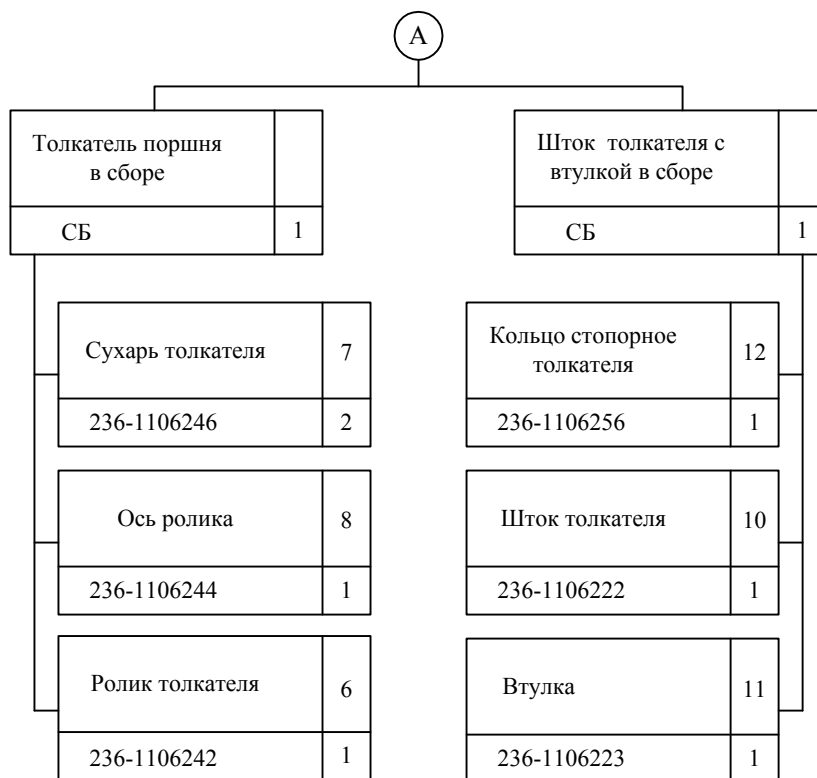 А
Толкатель поршня
в сборе
СБ
1
Шток толкателя с
втулкой в сборе
СБ
1
Сухарь толкателя
7
236-1106246
2
Кольцо стопорное
толкателя
12
236-1106256
1
Ось ролика
8
236-1106244
1
Шток толкателя
10
236-1106222
1
Ролик толкателя
6
236-1106242
1
Втулка
11
236-1106223
1